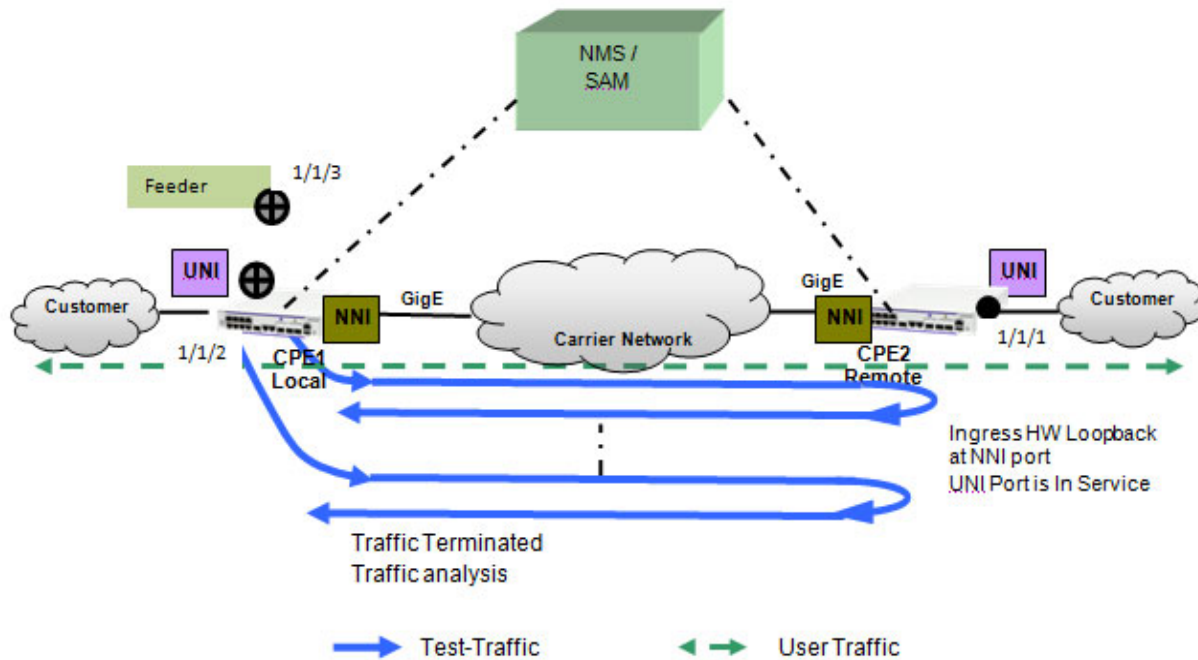 NMS /
SAM
1/1/3
Feeder
UNI
UNI
Customer
GigE
GigE
Customer
NNI
NNI
Carrier Network
1/1/2
CPE1
Local
CPE2
Remote
1/1/1
Ingress HW Loopback
at NNI port
UNI Port is In Service
Traffic Terminated
Traffic analysis
Test-Traffic
User Traffic